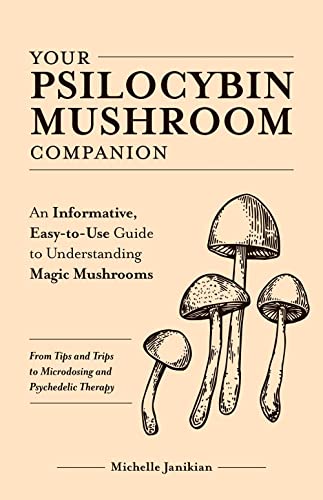 YOUR
PSILOCYBIN
MUSHROOM
COMPANION
An Informative,
Easy-to-Use Guide
to Understanding
Magic Mushrooms
From Tips and Trips
to Microdosing and
Psychedelic Therapy
Michelle Janikian